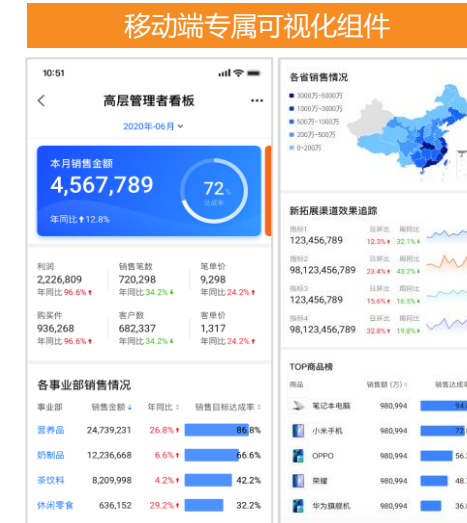 移动端专属可视化组件
10:51
高层管理者看板
2020年-06月
本月销售金额
4,567,789
年同比 12.8%
72%
达成率
利润 销售笔数 笔单价
2,226,809 720,298 9,298
年同比 96.6% 年同比 34.2% 年同比 24.2%
购买件 客户数 客单价
936,268 682,337 1,317
年同比 96.6% 年同比 34.2% 年同比 24.2%
各事业部销售情况
事业部 销售金额 年同比 销售目标达成率
营养品 24,739,231 26.8% 86.8%
奶制品 12,236,668 6.6% 66.6%
茶饮料 8,209,998 4.2% 42.2%
休闲零食 636,152 29.2% 32.2%
各省销售情况
3000万-5000万
1000万-3000万
500万-1000万
200万-500万
0-200万
新拓展渠道效果追踪
指标1 日环比 周同比
123,456,789 12.3% 32.1%
指标2 日环比 周同比
98,123,456,789 23.4% 43.2%
指标3 日环比 周同比
123,456,789 15.6% 16.5%
指标4 日环比 周同比
98,123,456,789 32.8% 19.8%
TOP商品榜
商品 销售额 (万) 销售达成率
笔记本电脑 980,994
小米手机 980,994
OPPO 980,994 56.
荣耀 980,994 48.
华为旗舰机 980,994 36.